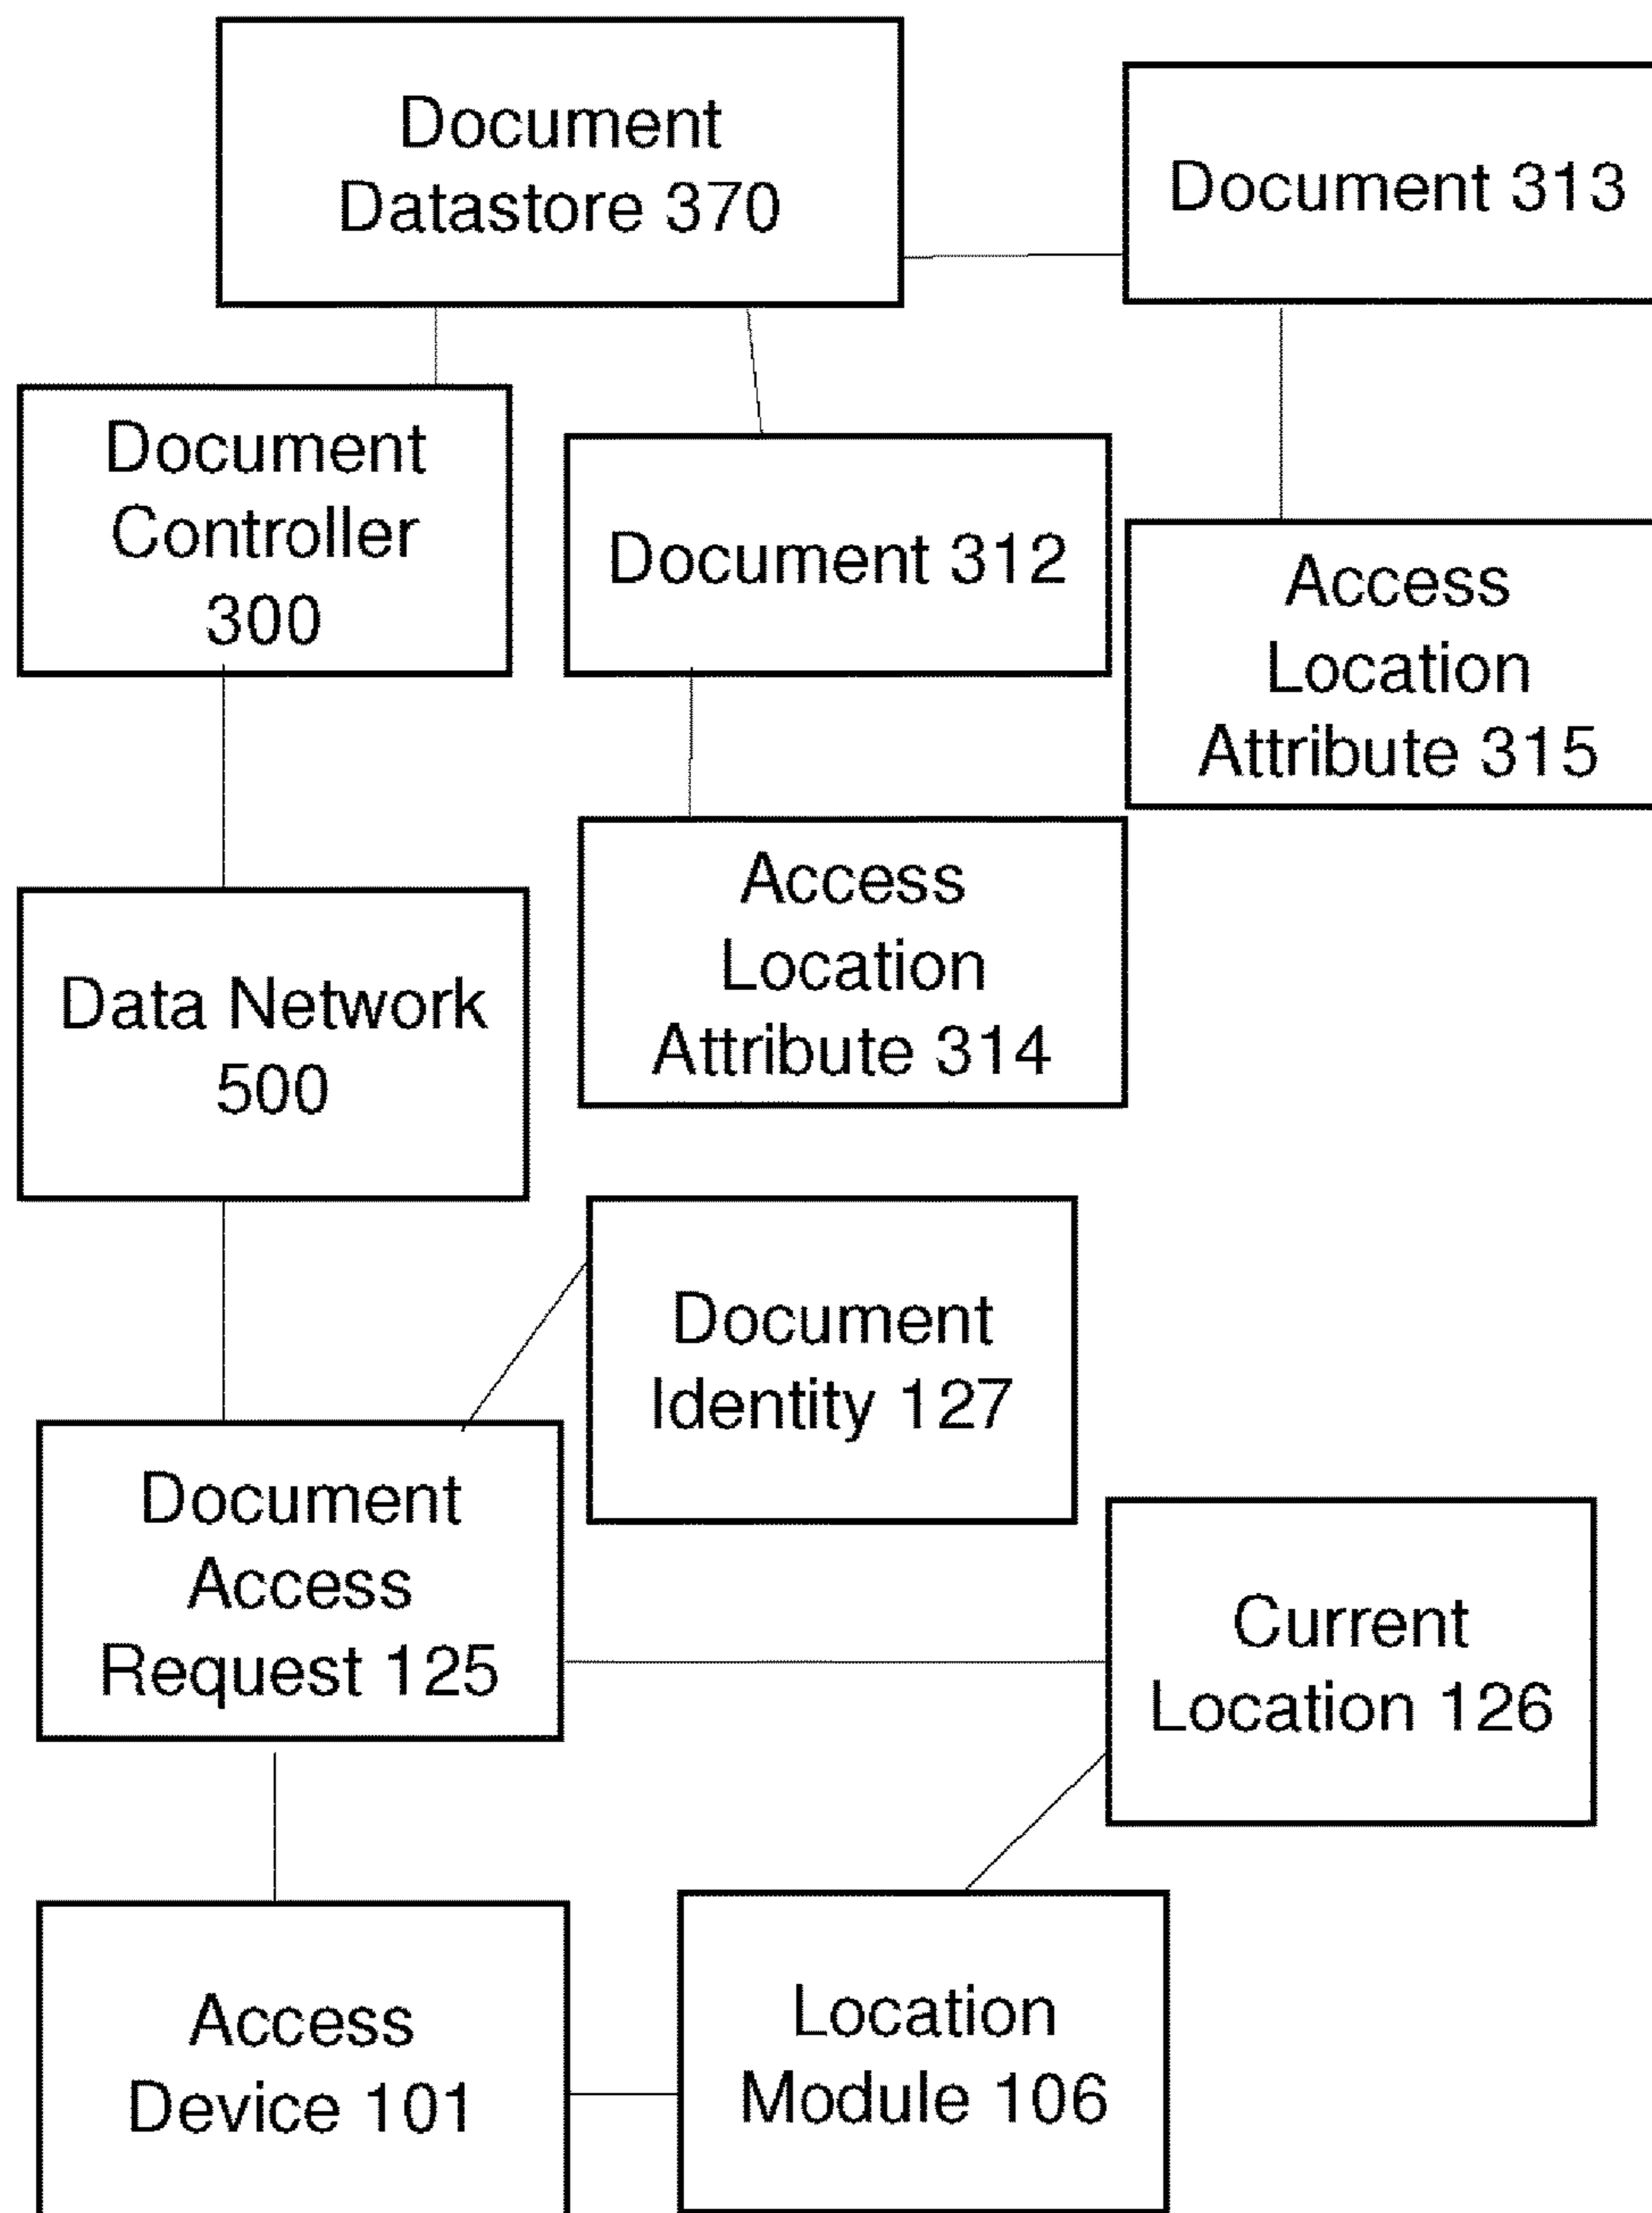 Document
Datastore 370
Document 313
Document
Controller
300
Document 312
Access
Location
Attribute 315
Access
Location
Attribute 314
Data Network
500
Document
Identity 127
Document
Access
Request 125
Current
Location 126
Access
Device 101
Location
Module 106